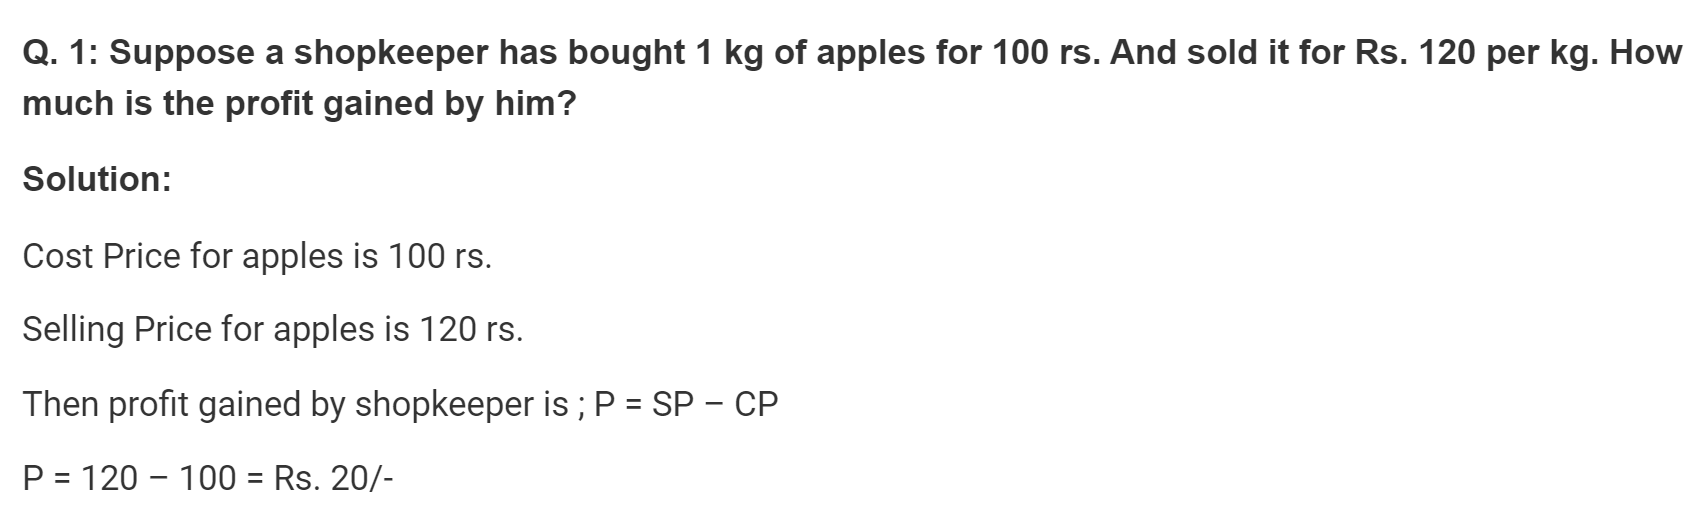 Q. 1: Suppose a shopkeeper has bought 1 kg of apples for 100 rs. And sold it for Rs. 120 per kg. How
much is the profit gained by him?
Solution:
Cost Price for apples is 100 rs.
Selling Price for apples is 120 rs.
Then profit gained by shopkeeper is ; P = SP – CP
P = 120 – 100 = Rs. 20/-